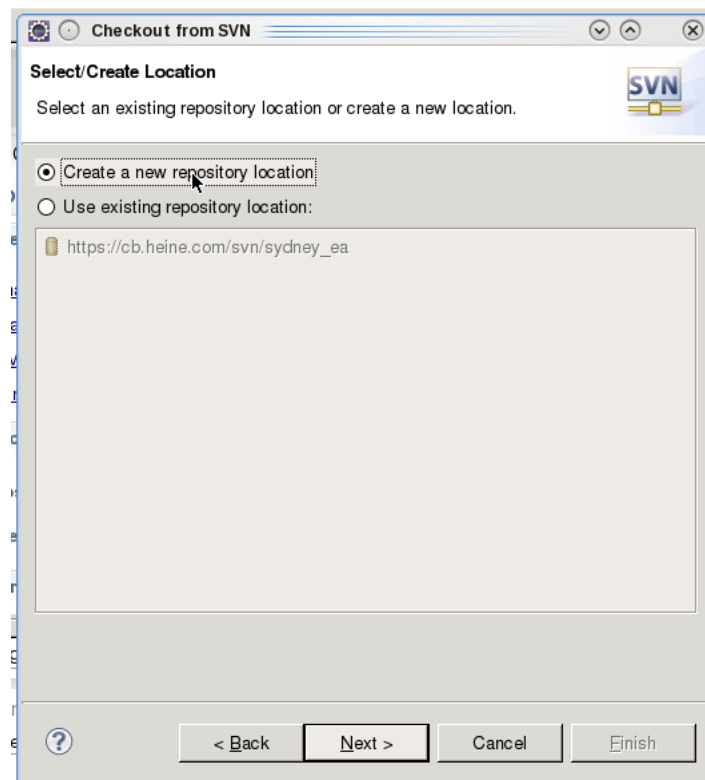 Checkout from SVN
Select/Create Location
Select an existing repository location or create a new location.
SVN
Create a new repository location
Use existing repository location:
https://cb.heine.com/svn/sydney_ea
< Back
Next >
Cancel
Finish